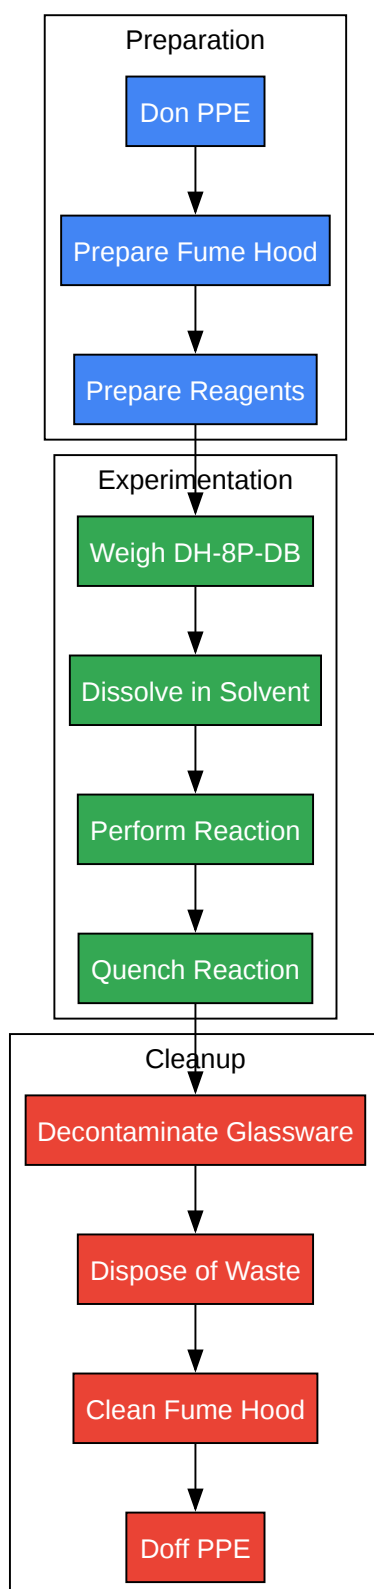 Preparation
Don PPE
Prepare Fume Hood
Prepare Reagents
Experimentation
Weigh DH-8P-DB
Dissolve in Solvent
Perform Reaction
Quench Reaction
Cleanup
Decontaminate Glassware
Dispose of Waste
Clean Fume Hood
Doff PPE